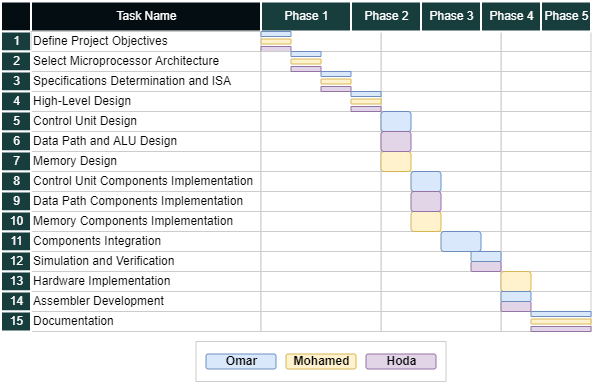 Task Name Phase 1 Phase 2 Phase 3 Phase 4 Phase 5
1 Define Project Objectives
2 Select Microprocessor Architecture
3 Specifications Determination and ISA
4 High-Level Design
5 Control Unit Design
6 Data Path and ALU Design
7 Memory Design
8 Control Unit Components Implementation
9 Data Path Components Implementation
10 Memory Components Implementation
11 Components Integration
12 Simulation and Verification
13 Hardware Implementation
14 Assembler Development
15 Documentation
Omar Mohamed Hoda